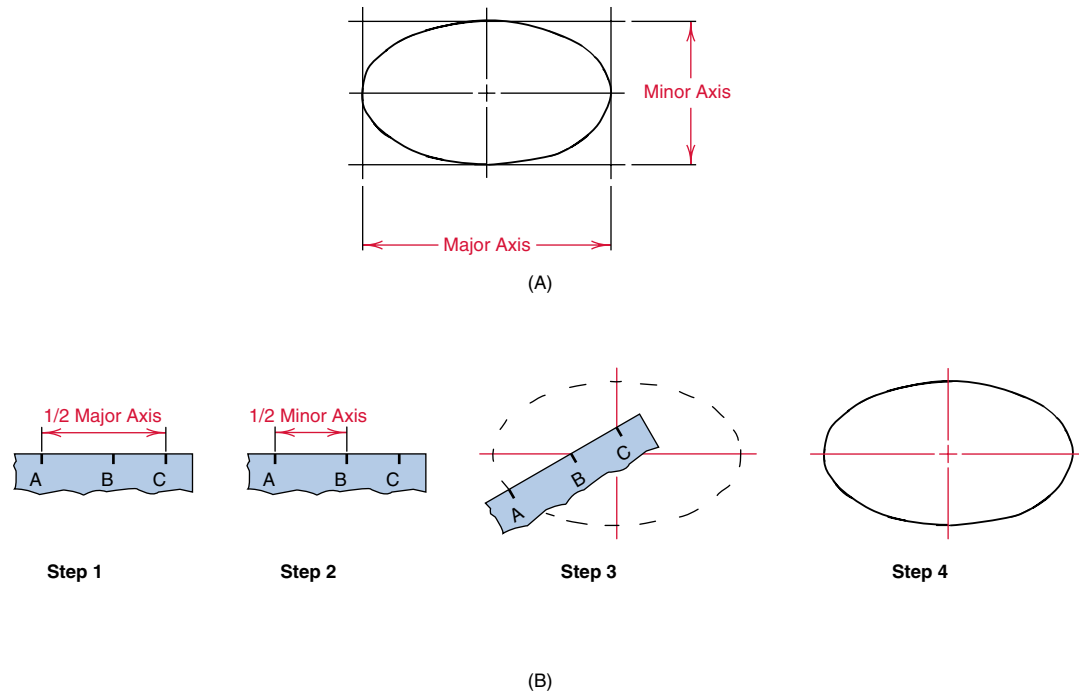 Minor Axis
Major Axis
(A)
1/2 Major Axis
A B C
Step 1
1/2 Minor Axis
A B C
Step 2
A B C
Step 3
Step 4
(B)